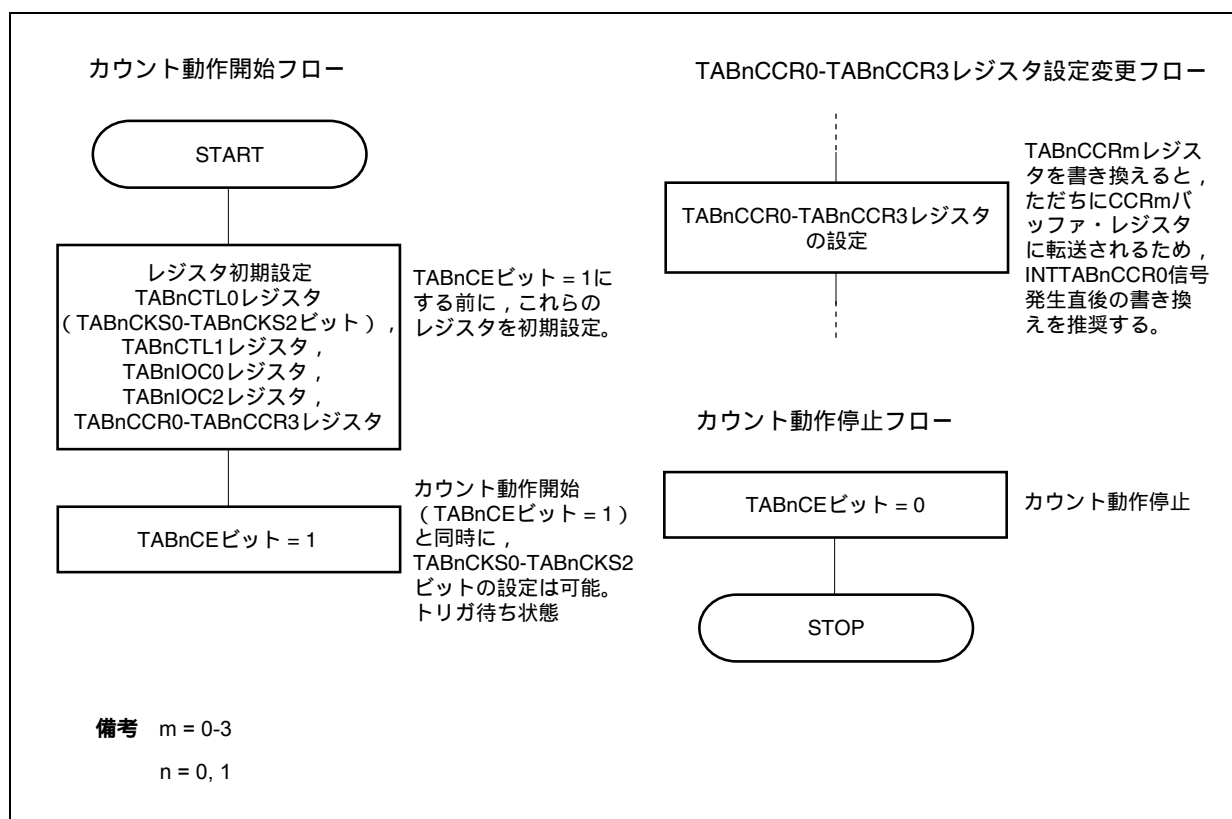 カウント動作開始フロー
START
レジスタ初期設定
TABnCTL0レジスタ
（TABnCKS0-TABnCKS2ビット），
TABnCTL1レジスタ，
TABnIOC0レジスタ，
TABnIOC2レジスタ，
TABnCCR0-TABnCCR3レジスタ
TABnCEビット = 1に
する前に，これらの
レジスタを初期設定。
TABnCEビット = 1
カウント動作開始
（TABnCEビット = 1）
と同時に，
TABnCKS0-TABnCKS2
ビットの設定は可能。
トリガ待ち状態
TABnCCR0-TABnCCR3レジスタ設定変更フロー
TABnCCR0-TABnCCR3レジスタ
の設定
TABnCCRmレジス
タを書き換えると，
ただちにCCRmバ
ッファ・レジスタ
に転送されるため，
INTTABnCCR0信号
発生直後の書き換
えを推奨する。
カウント動作停止フロー
TABnCEビット = 0
カウント動作停止
STOP
備考 m = 0-3
n = 0, 1